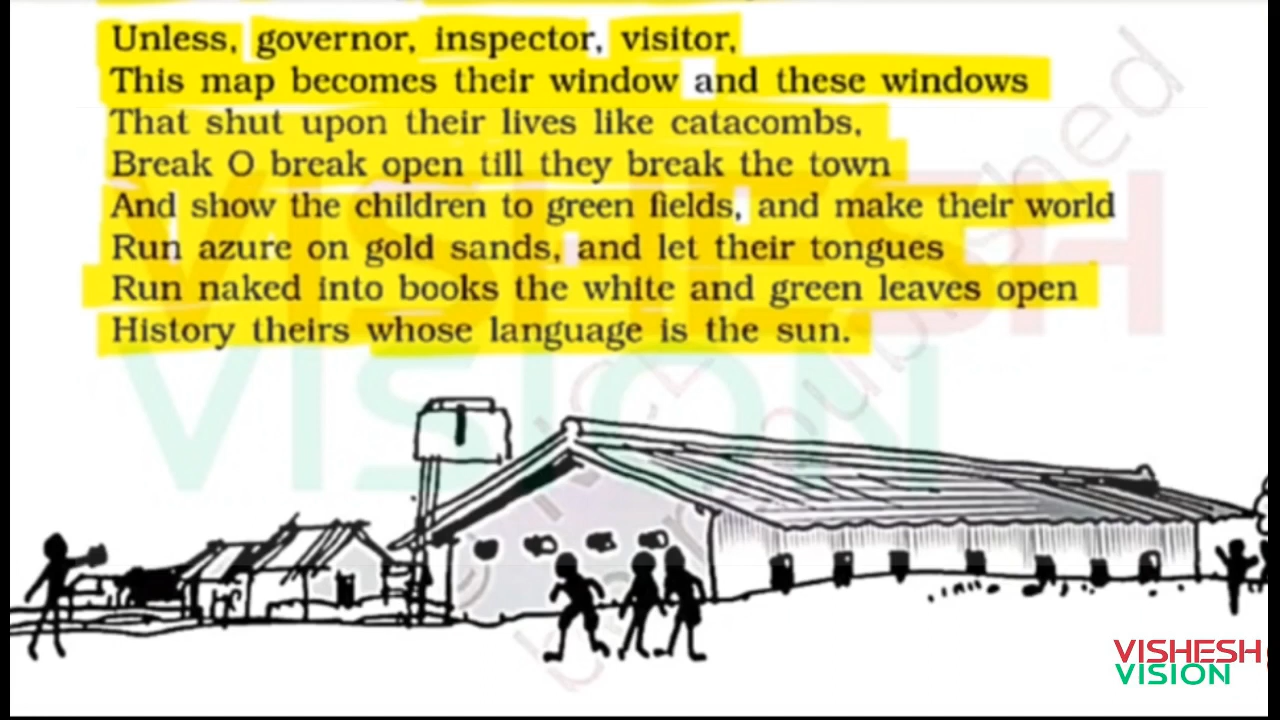 Unless, governor, inspector, visitor,
This map becomes their window and these windows
That shut upon their lives like catacombs,
Break O break open till they break the town
And show the children to green fields, and make their world
Run azure on gold sands, and let their tongues
Run naked into books the white and green leaves open
History theirs whose language is the sun.
VISHESH
VISION
VISHESH
VISION